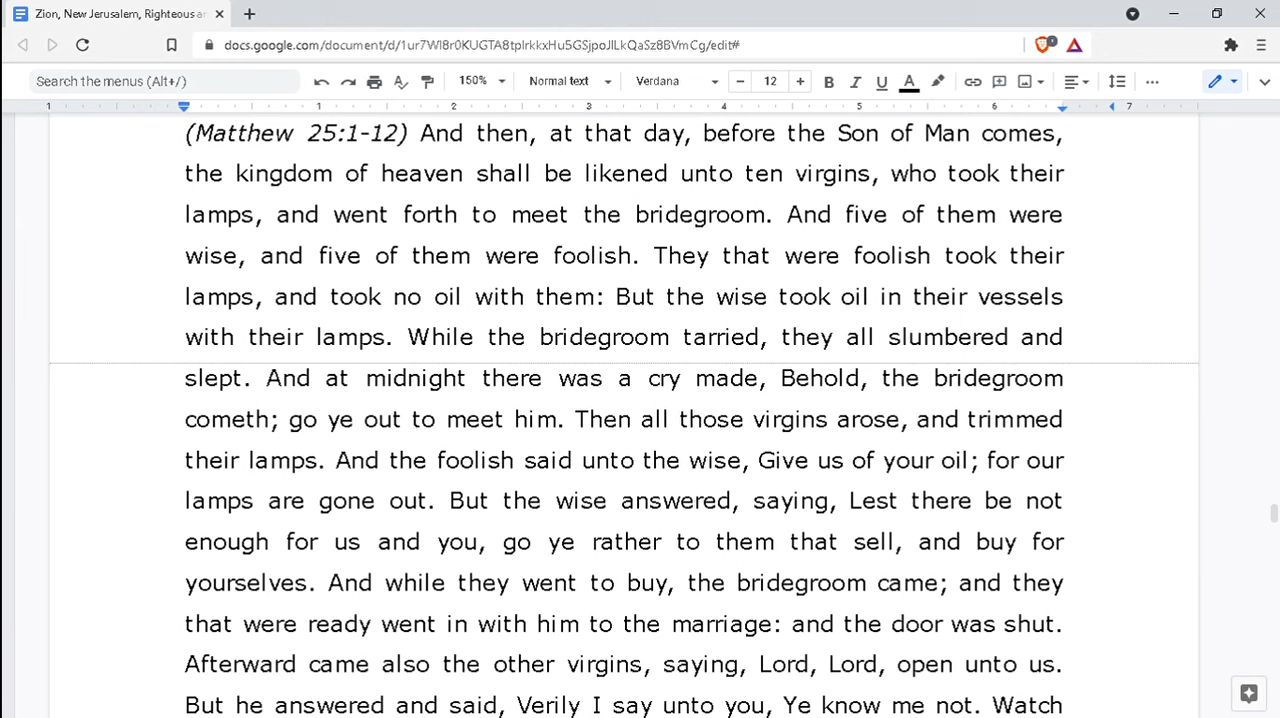 Zion, New Jerusalem, Righteous a
docs.google.com/document/d/
Search the menus (Alt+/)
150% Normal text Verdana 12 B I U A
1 1 2 3 4 5 6 7
(Matthew 25:1-12) And then, at that day, before the Son of Man comes,
the kingdom of heaven shall be likened unto ten virgins, who took their
lamps, and went forth to meet the bridegroom. And five of them were
wise, and five of them were foolish. They that were foolish took their
lamps, and took no oil with them: But the wise took oil in their vessels
with their lamps. While the bridegroom tarried, they all slumbered and
slept. And at midnight there was a cry made, Behold, the bridegroom
cometh; go ye out to meet him. Then all those virgins arose, and trimmed
their lamps. And the foolish said unto the wise, Give us of your oil; for our
lamps are gone out. But the wise answered, saying, Lest there be not
enough for us and you, go ye rather to them that sell, and buy for
yourselves. And while they went to buy, the bridegroom came; and they
that were ready went in with him to the marriage: and the door was shut.
Afterward came also the other virgins, saying, Lord, Lord, open unto us.
But he answered and said, Verily I say unto you, Ye know me not. Watch